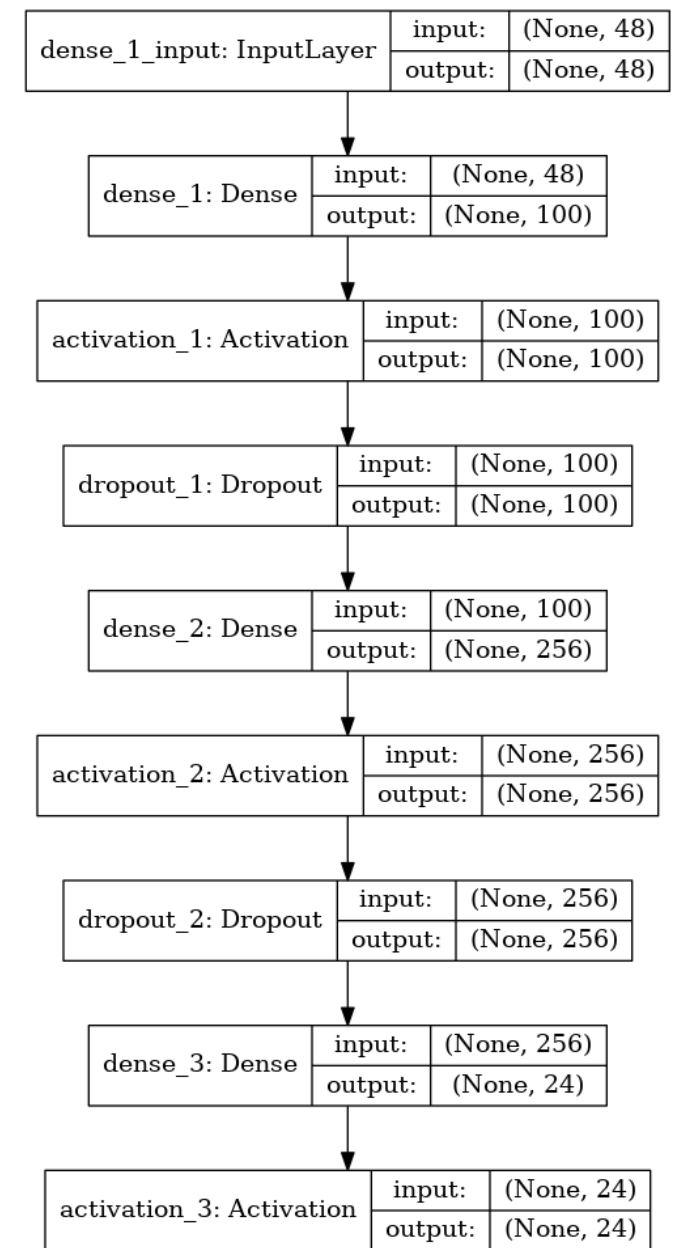 dense_1_input: InputLayer
input: (None, 48)
output: (None, 48)
dense_1: Dense
input: (None, 48)
output: (None, 100)
activation_1: Activation
input: (None, 100)
output: (None, 100)
dropout_1: Dropout
input: (None, 100)
output: (None, 100)
dense_2: Dense
input: (None, 100)
output: (None, 256)
activation_2: Activation
input: (None, 256)
output: (None, 256)
dropout_2: Dropout
input: (None, 256)
output: (None, 256)
dense_3: Dense
input: (None, 256)
output: (None, 24)
activation_3: Activation
input: (None, 24)
output: (None, 24)